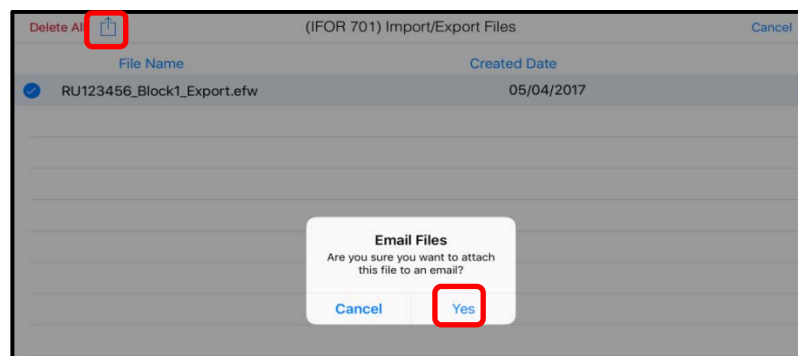 Delete All (IFOR 701) Import/Export Files Cancel
File Name Created Date
RU123456_Block1_Export.efw 05/04/2017
Email Files
Are you sure you want to attach
this file to an email?
Cancel Yes